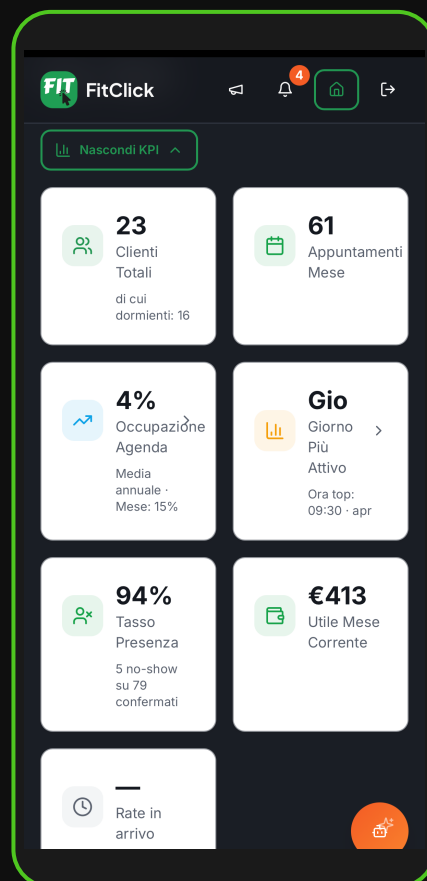 FIT
FitClick
4
Nascondi KPI
23
Clienti
Totali
di cui
dormienti: 16
61
Appuntamenti
Mese
4%
Occupazione
Agenda
Media
annuale ·
Mese: 15%
Gio
Giorno
Più
Attivo
Ora top:
09:30 · apr
94%
Tasso
Presenza
5 no-show
su 79
confermati
€413
Utile Mese
Corrente
—
Rate in
arrivo